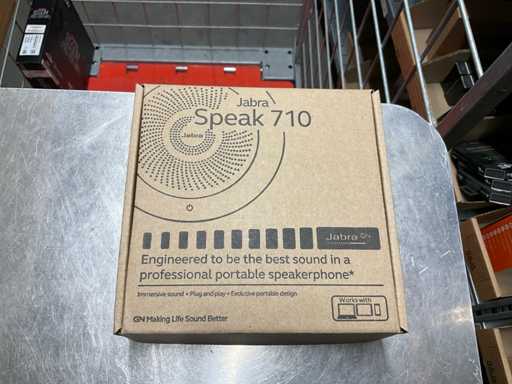 Jabra
Speak 710
Jabra
Jabra GN
Engineered to be the best sound in a
professional portable speakerphone*
Immersive sound • Plug and play • Exclusive portable design
Works with
GN Making Life Sound Better